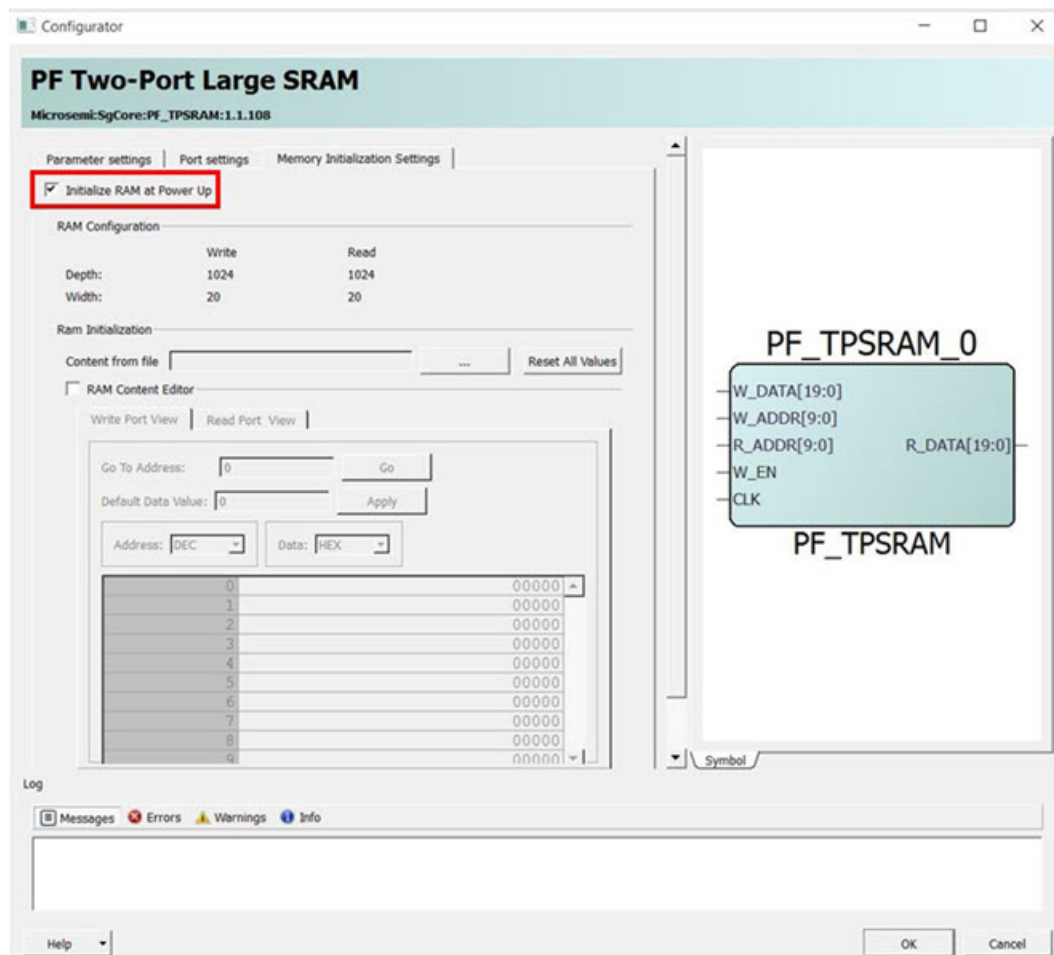 Configurator
PF Two-Port Large SRAM
Microsemi:SgCore:PF_TPSRAM:1.1.108
Parameter settings Port settings Memory Initialization Settings
Initialize RAM at Power Up
RAM Configuration
Write Read
Depth: 1024 1024
Width: 20 20
Ram Initialization
Content from file ... Reset All Values
RAM Content Editor
Write Port View Read Port View
Go To Address: 0 Go
Default Data Value: 0 Apply
Address: DEC Data: HEX
0 00000
1 00000
2 00000
3 00000
4 00000
5 00000
6 00000
7 00000
8 00000
9 00000
PF_TPSRAM_0
W_DATA[19:0]
W_ADDR[9:0]
R_ADDR[9:0] R_DATA[19:0]
W_EN
CLK
PF_TPSRAM
Symbol
Log
Messages Errors Warnings Info
Help OK Cancel